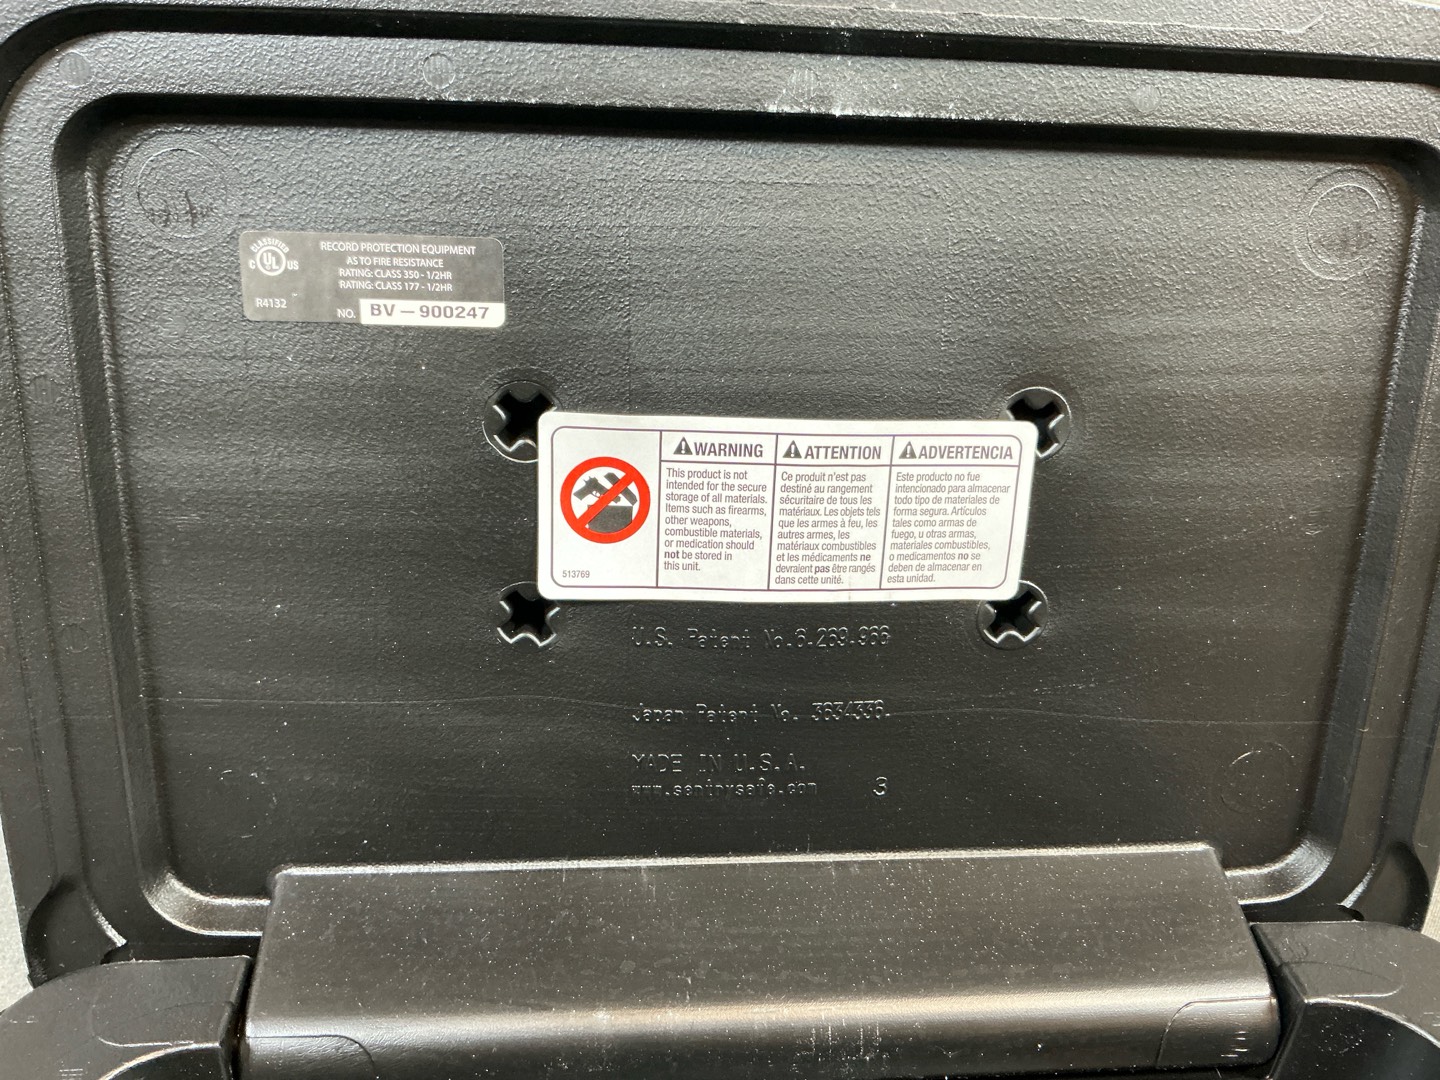 CLASSIFIED
C UL US
RECORD PROTECTION EQUIPMENT
AS TO FIRE RESISTANCE
RATING: CLASS 350 - 1/2HR
RATING: CLASS 177 - 1/2HR
R4132
NO. BV – 900247
WARNING
This product is not
intended for the secure
storage of all materials.
Items such as firearms,
other weapons,
combustible materials,
or medication should
not be stored in
this unit.
ATTENTION
Ce produit n'est pas
destiné au rangement
sécuritaire de tous les
matériaux. Les objets tels
que les armes à feu, les
autres armes, les
matériaux combustibles
et les médicaments ne
devraient pas être rangés
dans cette unité.
ADVERTENCIA
Este producto no fue
intencionado para almacenar
todo tipo de materiales de
forma segura. Artículos
tales como armas de
fuego, u otras armas,
materiales combustibles,
o medicamentos no se
deben de almacenar en
esta unidad.
513769
U.S. Patent No.6.269.966
Japan Patent No. 3634336.
MADE IN U.S.A.
www.sentrysafe.com 3